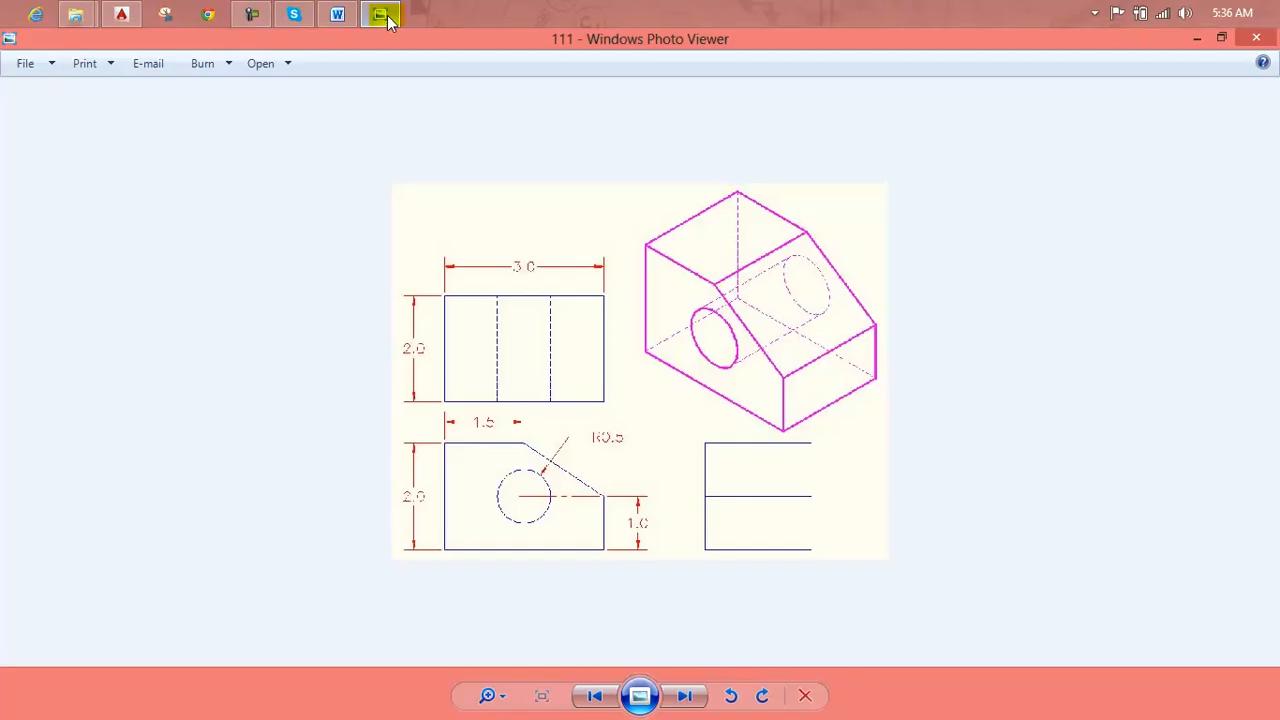 5:36 AM
111 - Windows Photo Viewer
File Print E-mail Burn Open
3.0
2.0
1.5
R0.5
2.0
1.0